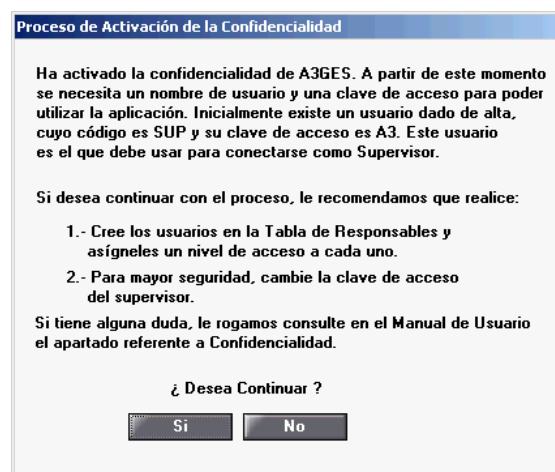 Proceso de Activación de la Confidencialidad
Ha activado la confidencialidad de A3GES. A partir de este momento
se necesita un nombre de usuario y una clave de acceso para poder
utilizar la aplicación. Inicialmente existe un usuario dado de alta,
cuyo código es SUP y su clave de acceso es A3. Este usuario
es el que debe usar para conectarse como Supervisor.
Si desea continuar con el proceso, le recomendamos que realice:
1.- Cree los usuarios en la Tabla de Responsables y
asígneles un nivel de acceso a cada uno.
2.- Para mayor seguridad, cambie la clave de acceso
del supervisor.
Si tiene alguna duda, le rogamos consulte en el Manual de Usuario
el apartado referente a Confidencialidad.
¿ Desea Continuar ?
Si No